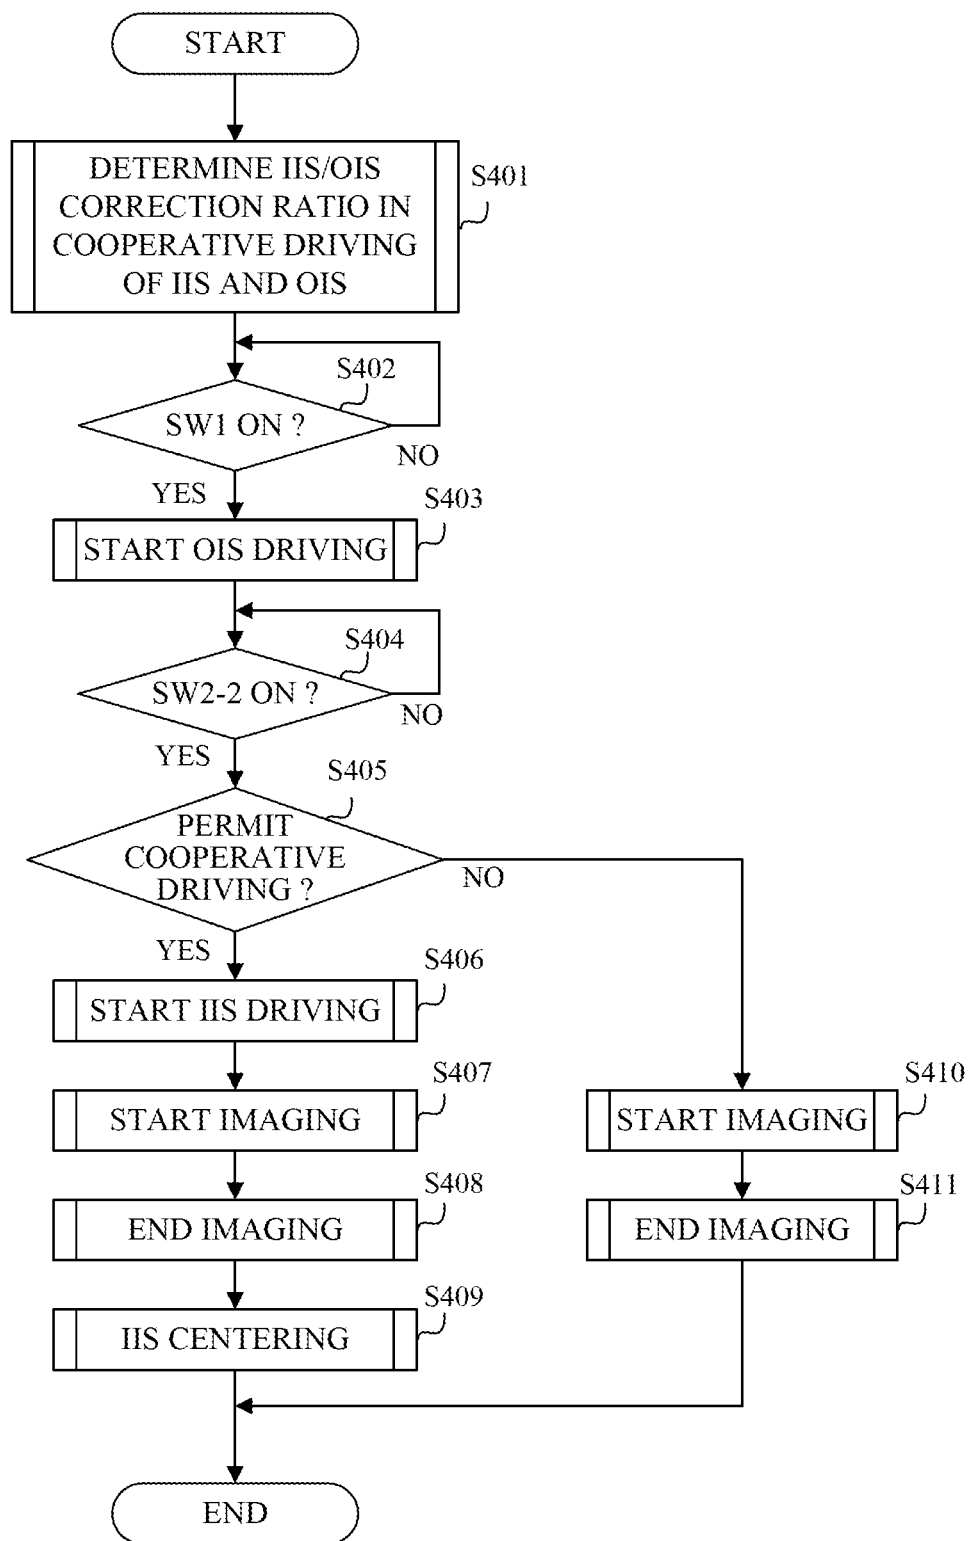 START
DETERMINE IIS/OIS
CORRECTION RATIO IN
COOPERATIVE DRIVING
OF IIS AND OIS
S401
S402
SW1 ON ?
NO
YES
S403
START OIS DRIVING
S404
SW2-2 ON ?
NO
YES
S405
PERMIT
COOPERATIVE
DRIVING ?
NO
YES
S406
START IIS DRIVING
S407
START IMAGING
S408
END IMAGING
S409
IIS CENTERING
S410
START IMAGING
S411
END IMAGING
END